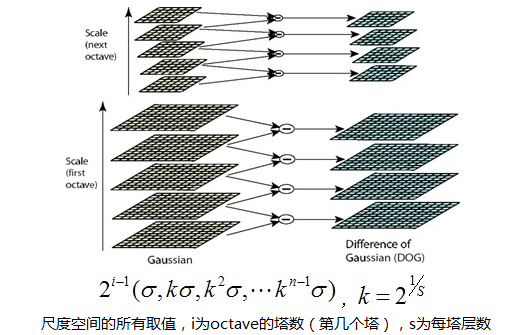 Scale
(next
octave)
Scale
(first
octave)
Gaussian
Difference of
Gaussian (DOG)
2^{i-1}(σ,kσ,k^2σ,⋯k^{n-1}σ) , k = 2^{1/s}
尺度空间的所有取值，i为octave的塔数（第几个塔），s为每塔层数